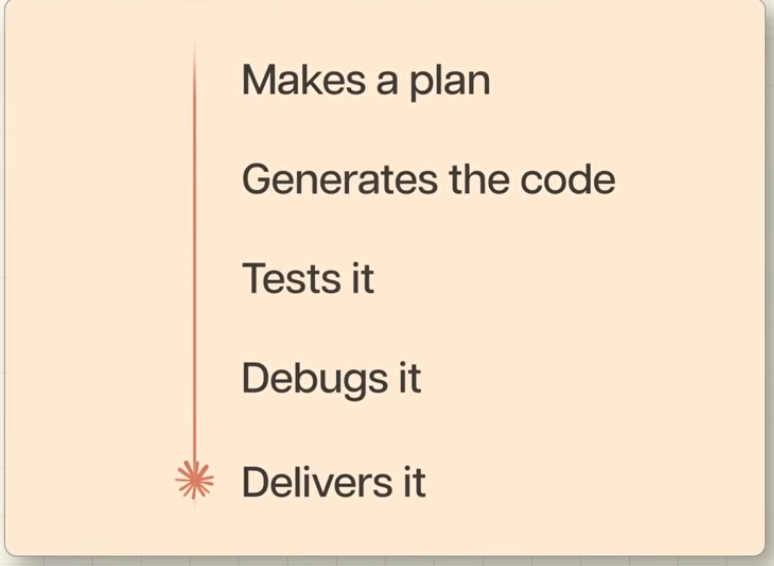 Makes a plan
Generates the code
Tests it
Debugs it
Delivers it